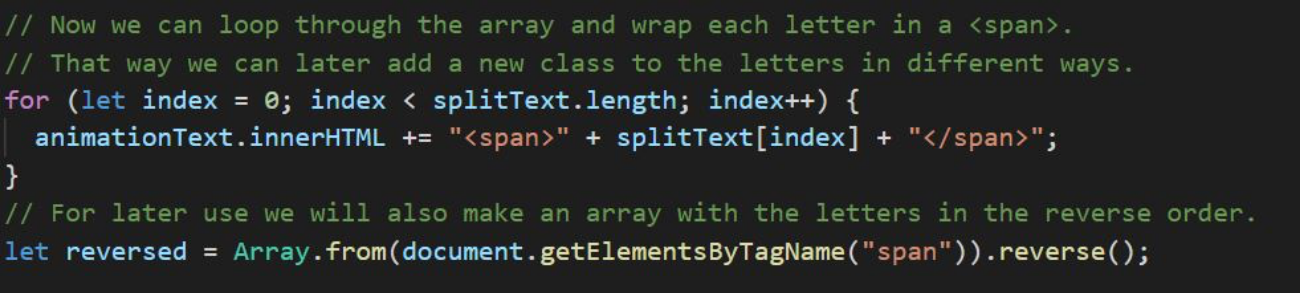 // Now we can loop through the array and wrap each letter in a <span>.
// That way we can later add a new class to the letters in different ways.
for (let index = 0; index < splitText.length; index++) {
  animationText.innerHTML += "<span>" + splitText[index] + "</span>";
}
// For later use we will also make an array with the letters in the reverse order.
let reversed = Array.from(document.getElementsByTagName("span")).reverse();